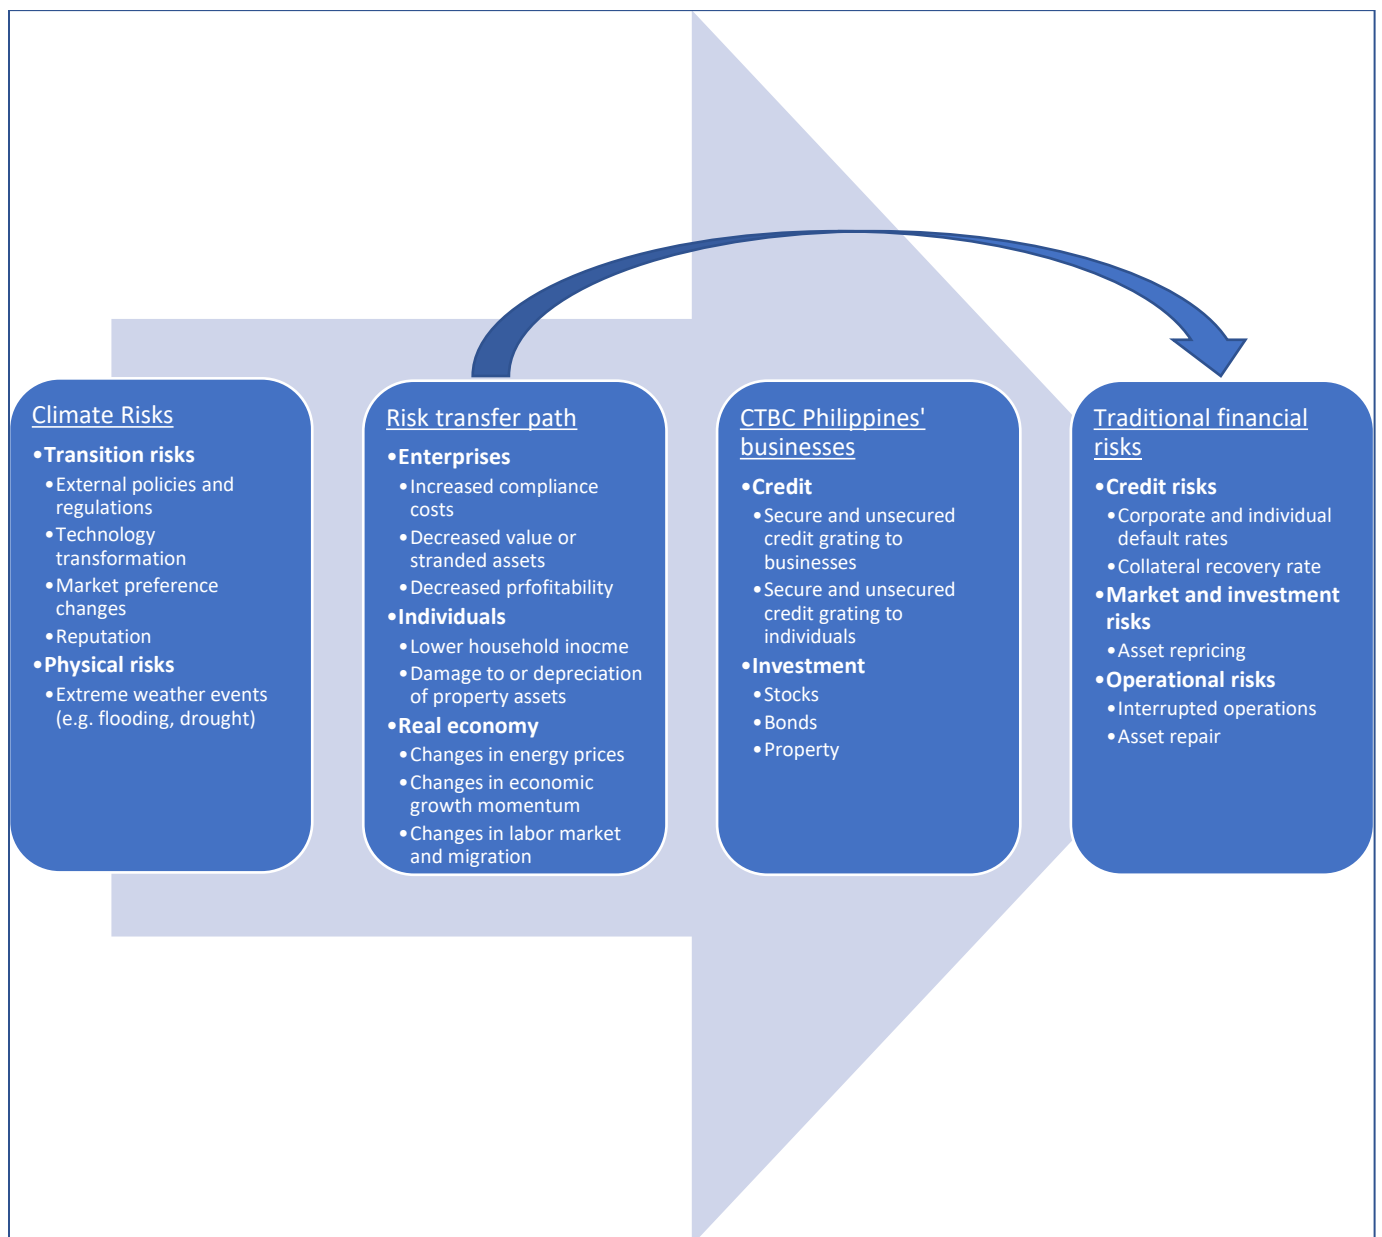 Climate Risks
•Transition risks
•External policies and
regulations
•Technology
transformation
•Market preference
changes
•Reputation
•Physical risks
•Extreme weather events
(e.g. flooding, drought)
Risk transfer path
•Enterprises
•Increased compliance
costs
•Decreased value or
stranded assets
•Decreased prfofitability
•Individuals
•Lower household inocme
•Damage to or depreciation
of property assets
•Real economy
•Changes in energy prices
•Changes in economic
growth momentum
•Changes in labor market
and migration
CTBC Philippines'
businesses
•Credit
•Secure and unsecured
credit grating to
businesses
•Secure and unsecured
credit grating to
individuals
•Investment
•Stocks
•Bonds
•Property
Traditional financial
risks
•Credit risks
•Corporate and individual
default rates
•Collateral recovery rate
•Market and investment
risks
•Asset repricing
•Operational risks
•Interrupted operations
•Asset repair